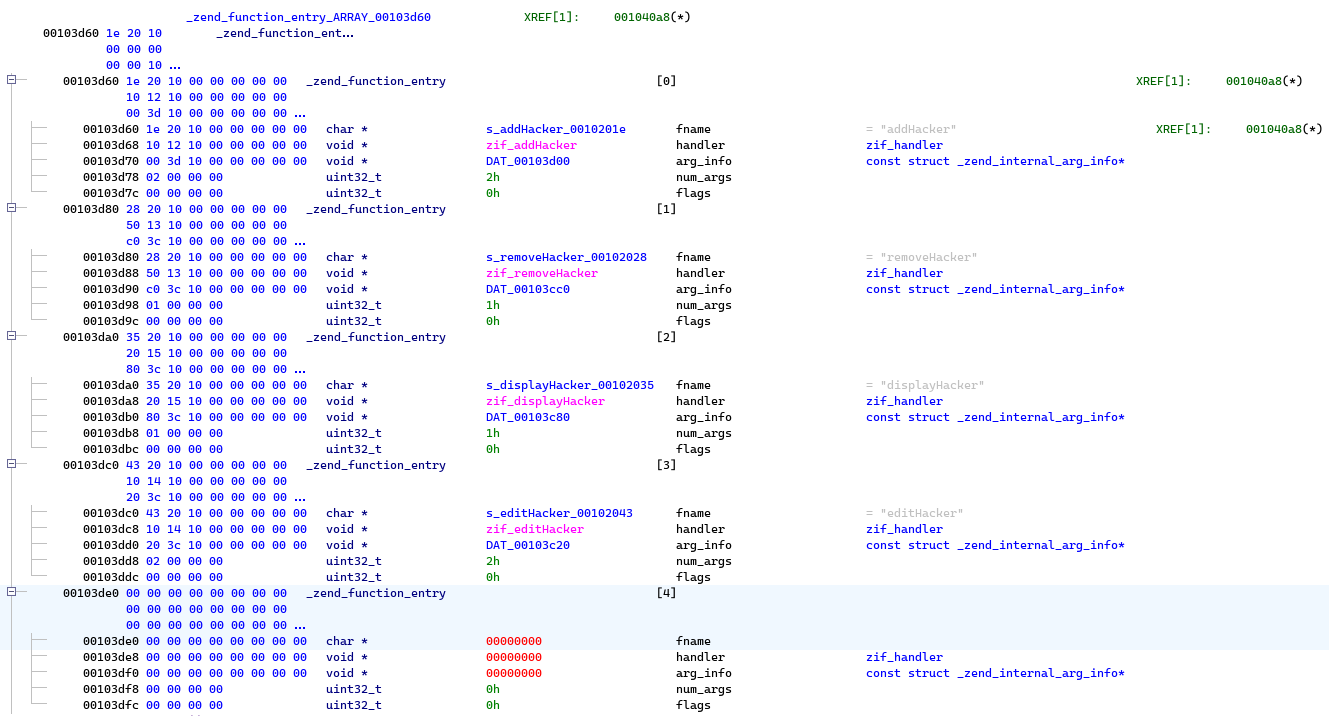 _zend_function_entry_ARRAY_00103d60 XREF[1]: 001040a8(*)
00103d60 1e 20 10 _zend_function_ent...
00 00 00
00 00 10 ...
00103d60 1e 20 10 00 00 00 00 00 _zend_function_entry [0] XREF[1]: 001040a8(*)
10 12 10 00 00 00 00 00
00 3d 10 00 00 00 00 00 ...
00103d60 1e 20 10 00 00 00 00 00 char * s_addHacker_0010201e fname = "addHacker" XREF[1]: 001040a8(*)
00103d68 10 12 10 00 00 00 00 00 void * zif_addHacker handler zif_handler
00103d70 00 3d 10 00 00 00 00 00 void * DAT_00103d00 arg_info const struct _zend_internal_arg_info*
00103d78 02 00 00 00 uint32_t 2h num_args
00103d7c 00 00 00 00 uint32_t 0h flags
00103d80 28 20 10 00 00 00 00 00 _zend_function_entry [1]
50 13 10 00 00 00 00 00
c0 3c 10 00 00 00 00 00 ...
00103d80 28 20 10 00 00 00 00 00 char * s_removeHacker_00102028 fname = "removeHacker"
00103d88 50 13 10 00 00 00 00 00 void * zif_removeHacker handler zif_handler
00103d90 c0 3c 10 00 00 00 00 00 void * DAT_00103cc0 arg_info const struct _zend_internal_arg_info*
00103d98 01 00 00 00 uint32_t 1h num_args
00103d9c 00 00 00 00 uint32_t 0h flags
00103da0 35 20 10 00 00 00 00 00 _zend_function_entry [2]
20 15 10 00 00 00 00 00
80 3c 10 00 00 00 00 00 ...
00103da0 35 20 10 00 00 00 00 00 char * s_displayHacker_00102035 fname = "displayHacker"
00103da8 20 15 10 00 00 00 00 00 void * zif_displayHacker handler zif_handler
00103db0 80 3c 10 00 00 00 00 00 void * DAT_00103c80 arg_info const struct _zend_internal_arg_info*
00103db8 01 00 00 00 uint32_t 1h num_args
00103dbc 00 00 00 00 uint32_t 0h flags
00103dc0 43 20 10 00 00 00 00 00 _zend_function_entry [3]
10 14 10 00 00 00 00 00
20 3c 10 00 00 00 00 00 ...
00103dc0 43 20 10 00 00 00 00 00 char * s_editHacker_00102043 fname = "editHacker"
00103dc8 10 14 10 00 00 00 00 00 void * zif_editHacker handler zif_handler
00103dd0 20 3c 10 00 00 00 00 00 void * DAT_00103c20 arg_info const struct _zend_internal_arg_info*
00103dd8 02 00 00 00 uint32_t 2h num_args
00103ddc 00 00 00 00 uint32_t 0h flags
00103de0 00 00 00 00 00 00 00 00 _zend_function_entry [4]
00 00 00 00 00 00 00 00
00 00 00 00 00 00 00 00 ...
00103de0 00 00 00 00 00 00 00 00 char * 00000000 fname
00103de8 00 00 00 00 00 00 00 00 void * 00000000 handler zif_handler
00103df0 00 00 00 00 00 00 00 00 void * 00000000 arg_info const struct _zend_internal_arg_info*
00103df8 00 00 00 00 uint32_t 0h num_args
00103dfc 00 00 00 00 uint32_t 0h flags